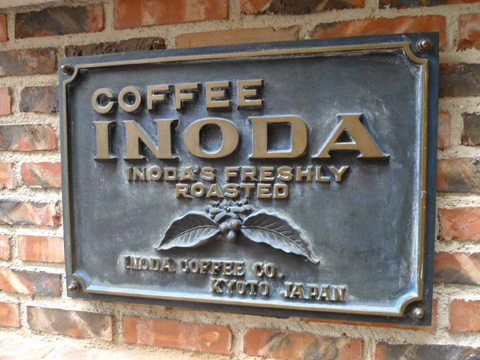 COFFEE
INODA
INODA'S FRESHLY
ROASTED
INODA COFFEE CO.
KYOTO JAPAN